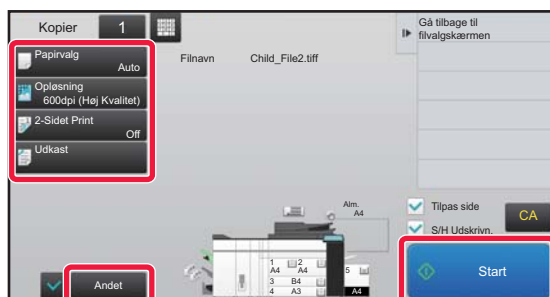 Kopier
1
Papirvalg
Auto
Opløsning
600dpi (Høj Kvalitet)
2-Sidet Print
Off
Udkast
Filnavn Child_File2.tiff
Gå tilbage til
filvalgskærmen
Alm.
A4
1 A4
2 A4
3 B4
4 A3
5
A4
Tilpas side
S/H Udskrivn.
CA
Andet
Start